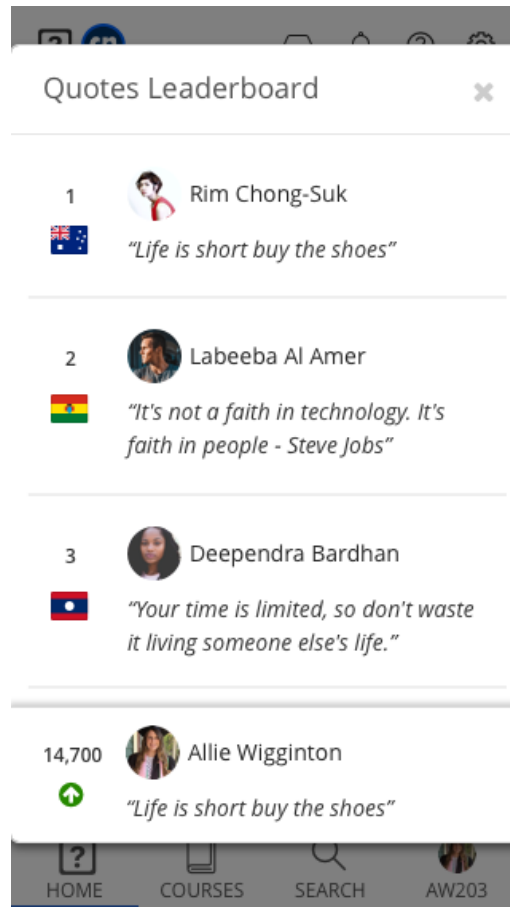 ?
Quotes Leaderboard
1
Rim Chong-Suk
“Life is short buy the shoes”
2
Labeeba Al Amer
“It's not a faith in technology. It's
faith in people - Steve Jobs”
3
Deependra Bardhan
“Your time is limited, so don't waste
it living someone else's life.”
14,700
Allie Wigginton
“Life is short buy the shoes”
?
HOME
COURSES
SEARCH
AW203